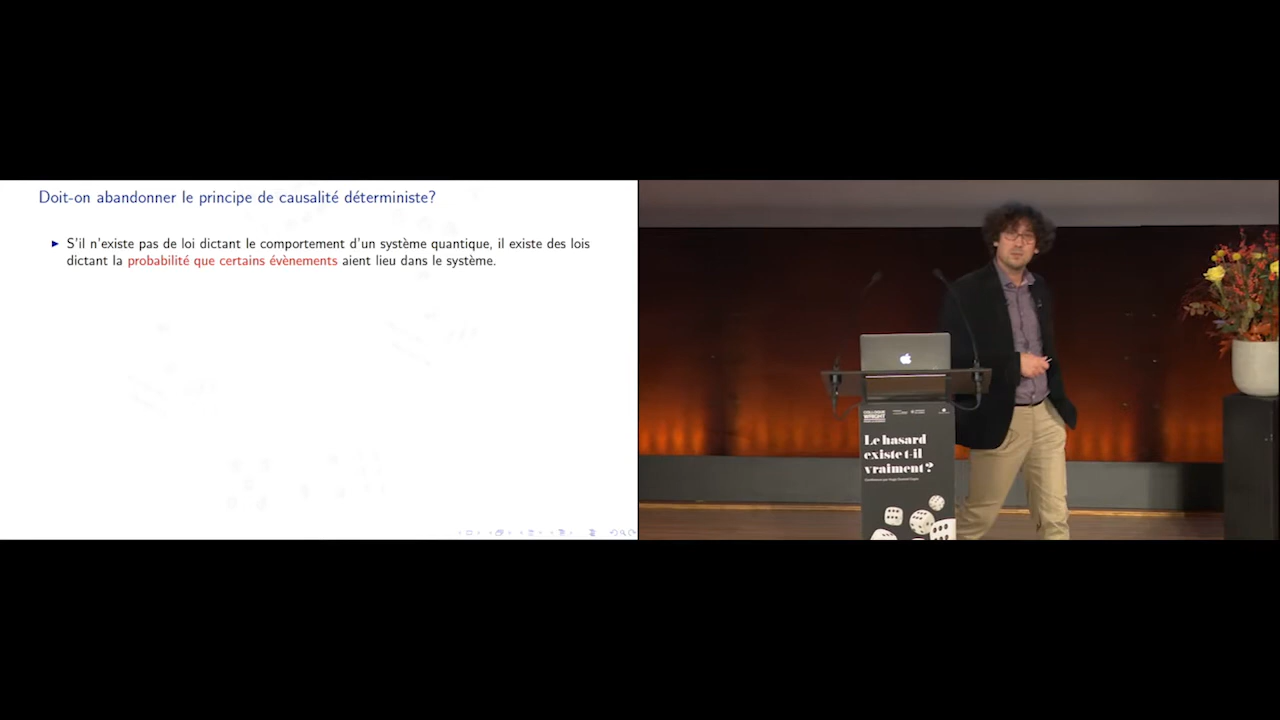 Doit-on abandonner le principe de causalité déterministe?
S'il n'existe pas de loi dictant le comportement d'un système quantique, il existe des lois
dictant la probabilité que certains évènements aient lieu dans le système.
COLLOQUE
WRIGHT
Le hasard
existe t-il
vraiment ?